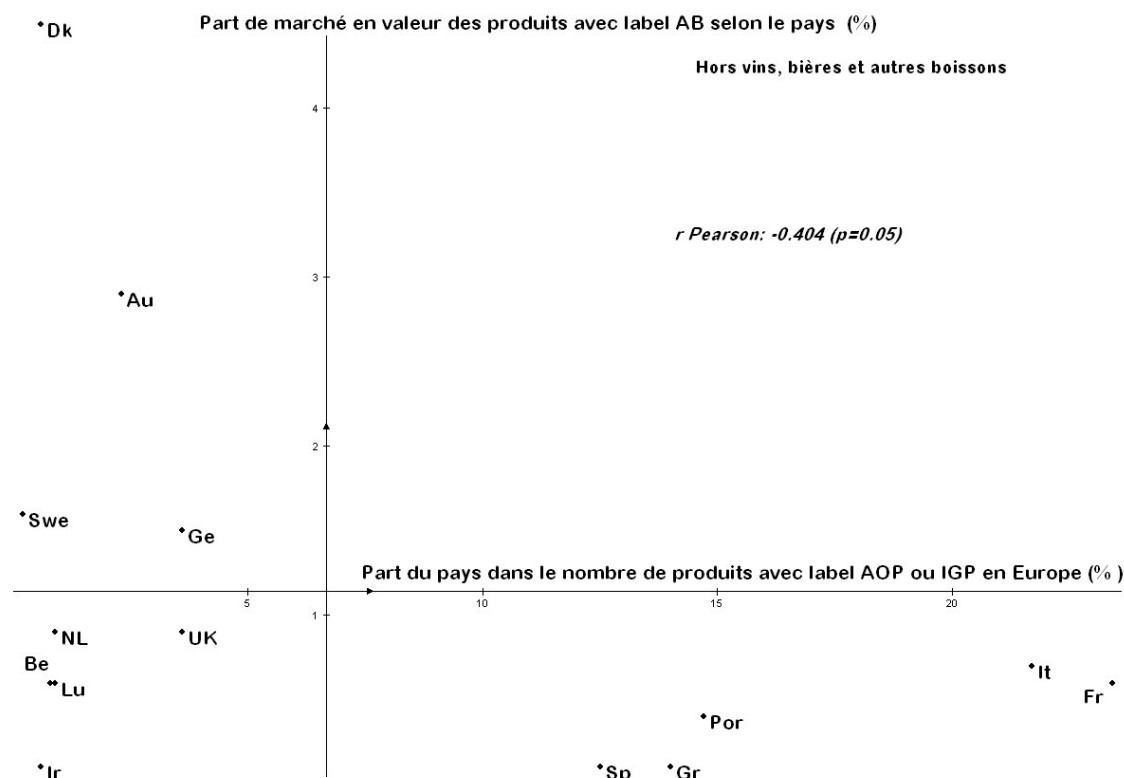 Part de marché en valeur des produits avec label AB selon le pays (%)
Dk
Hors vins, bières et autres boissons
4
r Pearson: -0.404 (p=0.05)
3
Au
2
Swe
Ge
Part du pays dans le nombre de produits avec label AOP ou IGP en Europe (% )
5 10 15 20
1
NL UK
Be
Lu
It
Fr
Por
Ir Sp Gr